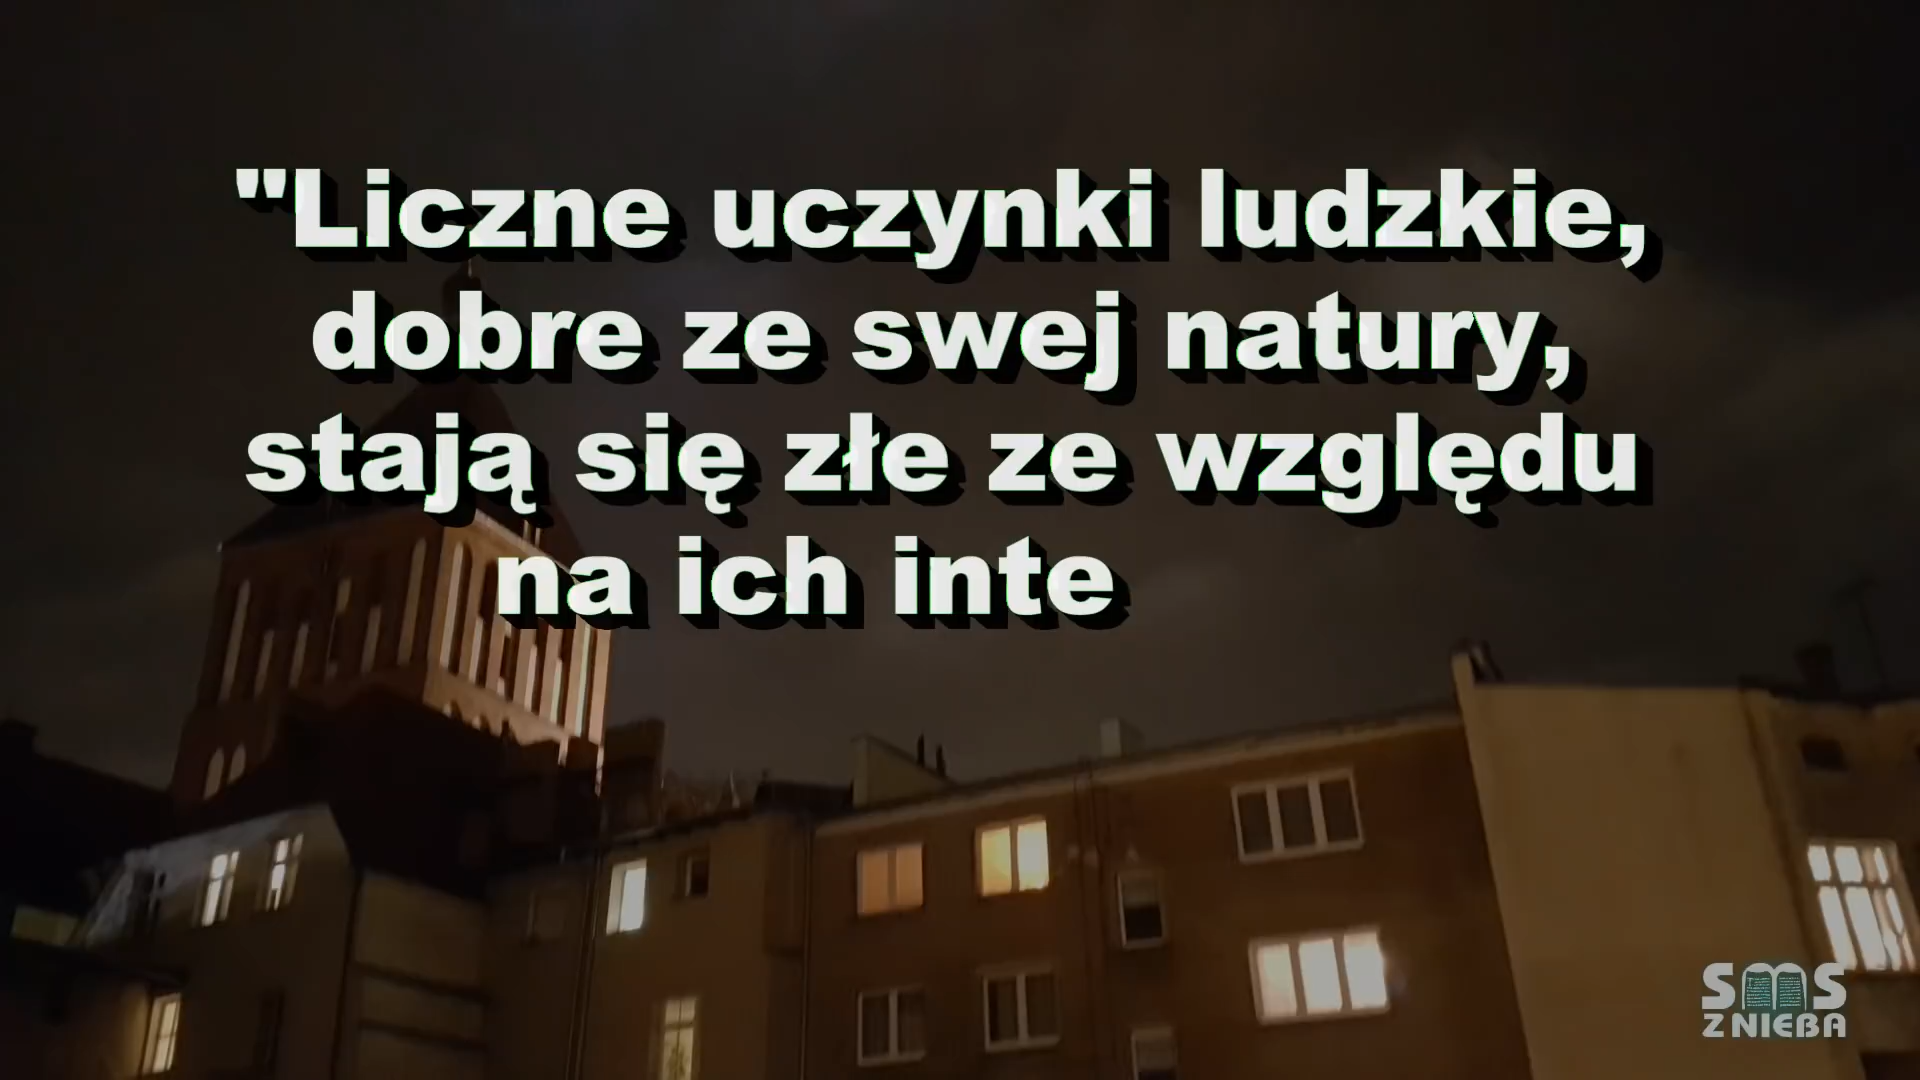 "Liczne uczynki ludzkie,
dobre ze swej natury,
stają się złe ze względu
na ich inte
SMS
Z NIEBA